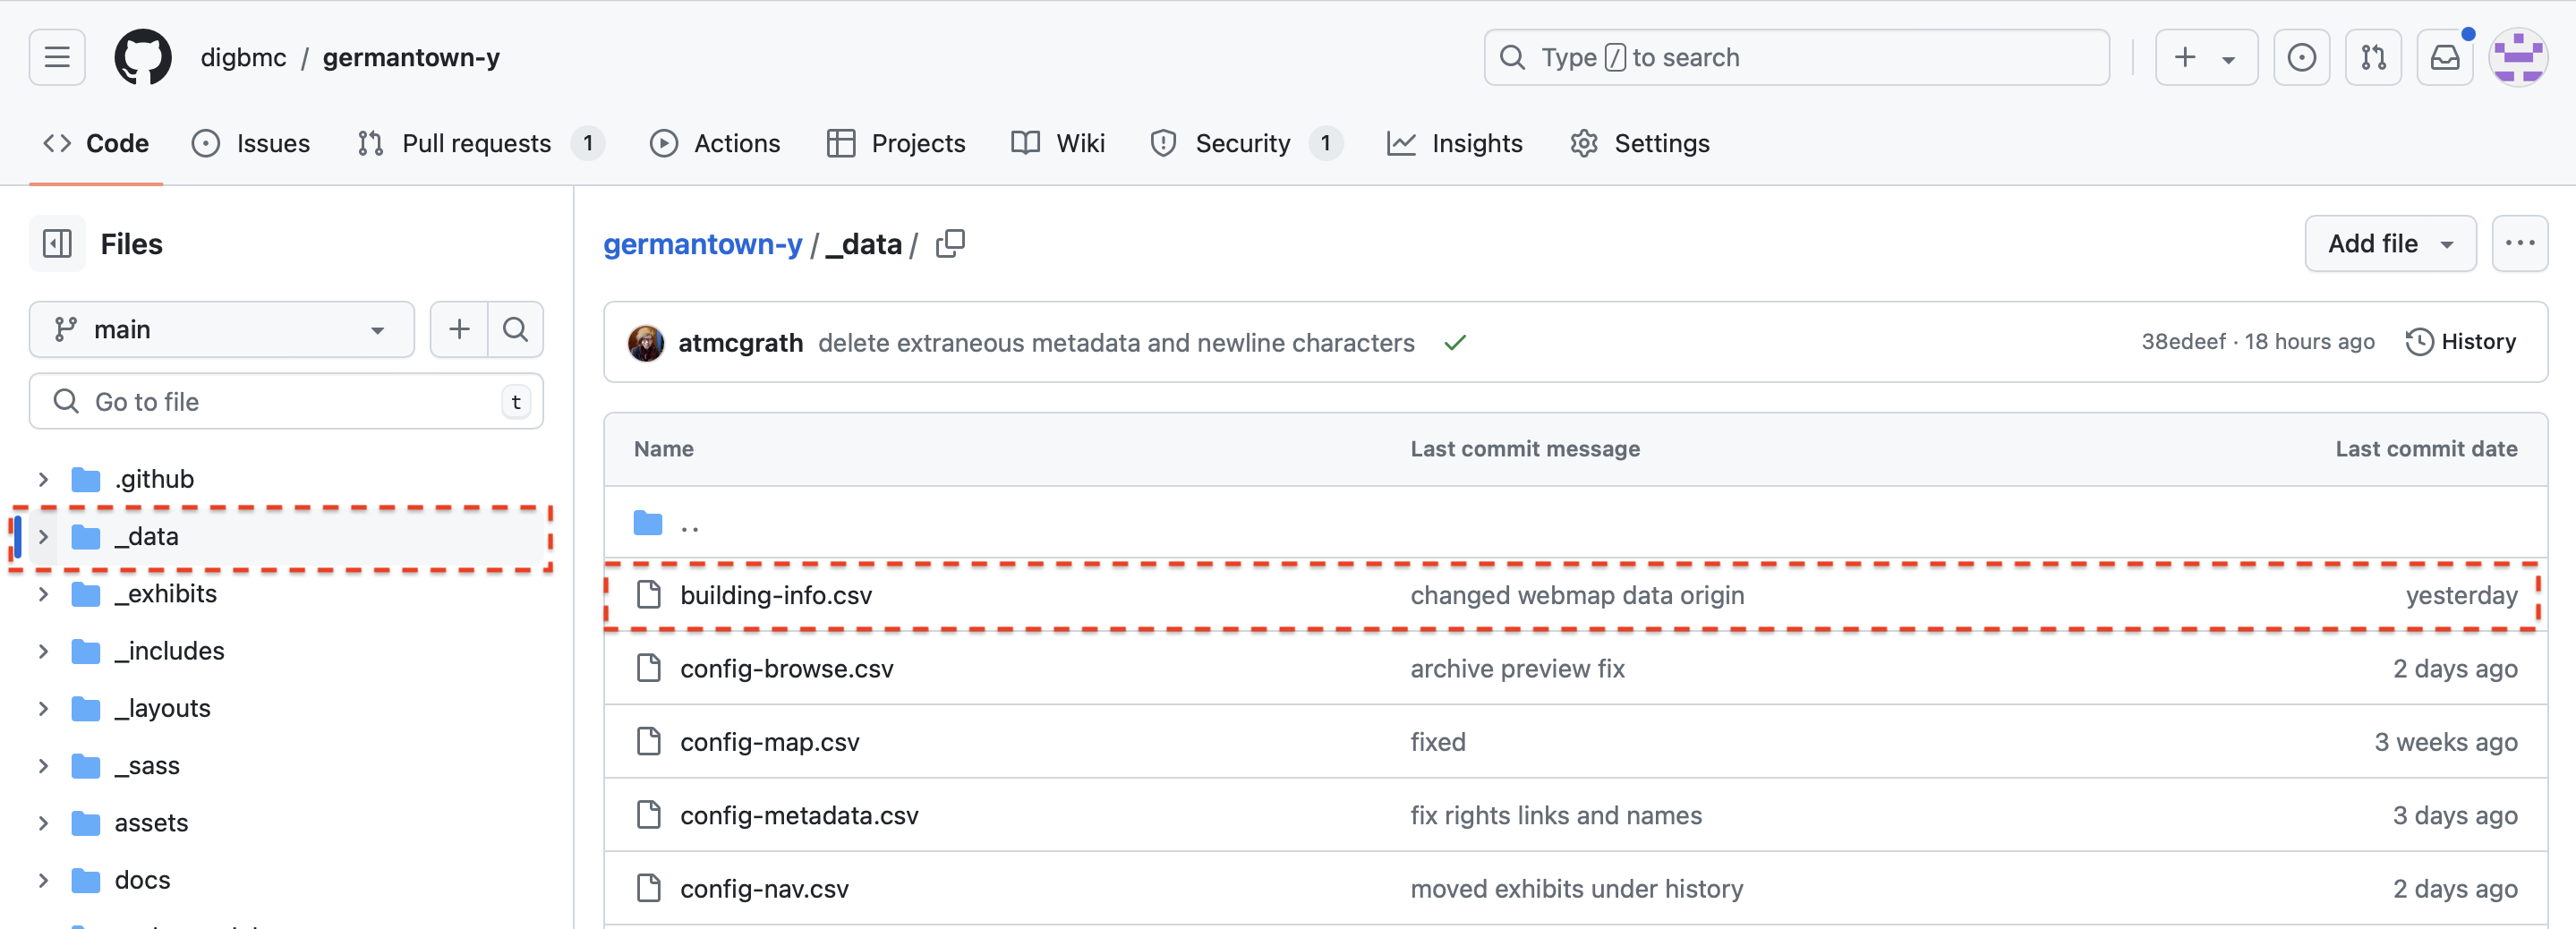 digbmc / germantown-y
Type / to search
Code
Issues
Pull requests 1
Actions
Projects
Wiki
Security 1
Insights
Settings
Files
main
Go to file t
.github
_data
_exhibits
_includes
_layouts
_sass
assets
docs
germantown-y / _data /
Add file
atmcgrath delete extraneous metadata and newline characters
38edeef · 18 hours ago
History
Name Last commit message Last commit date
..
building-info.csv changed webmap data origin yesterday
config-browse.csv archive preview fix 2 days ago
config-map.csv fixed 3 weeks ago
config-metadata.csv fix rights links and names 3 days ago
config-nav.csv moved exhibits under history 2 days ago